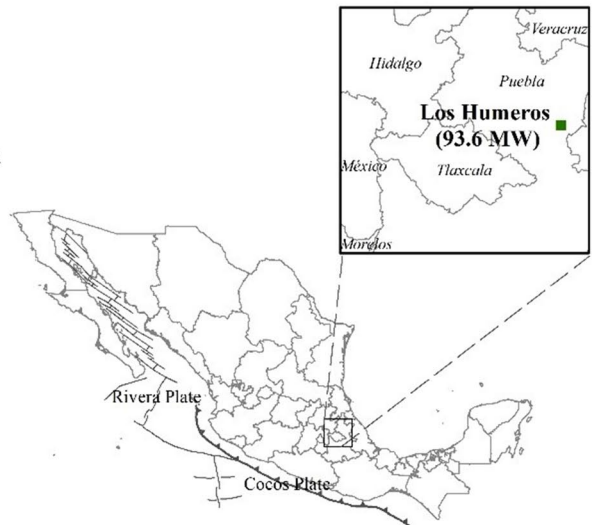 Veracruz
Hidalgo
Puebla
Los Humeros
(93.6 MW)
México
Tlaxcala
Morelos
Rivera Plate
Cocos Plate